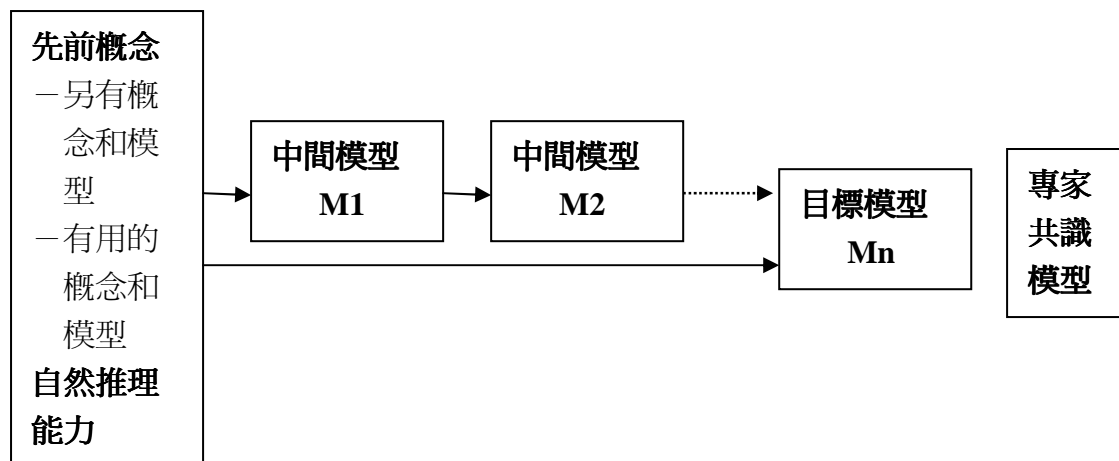 先前概念
－另有概
念和模
型
－有用的
概念和
模型
自然推理
能力
中間模型
M1
中間模型
M2
目標模型
Mn
專家
共識
模型